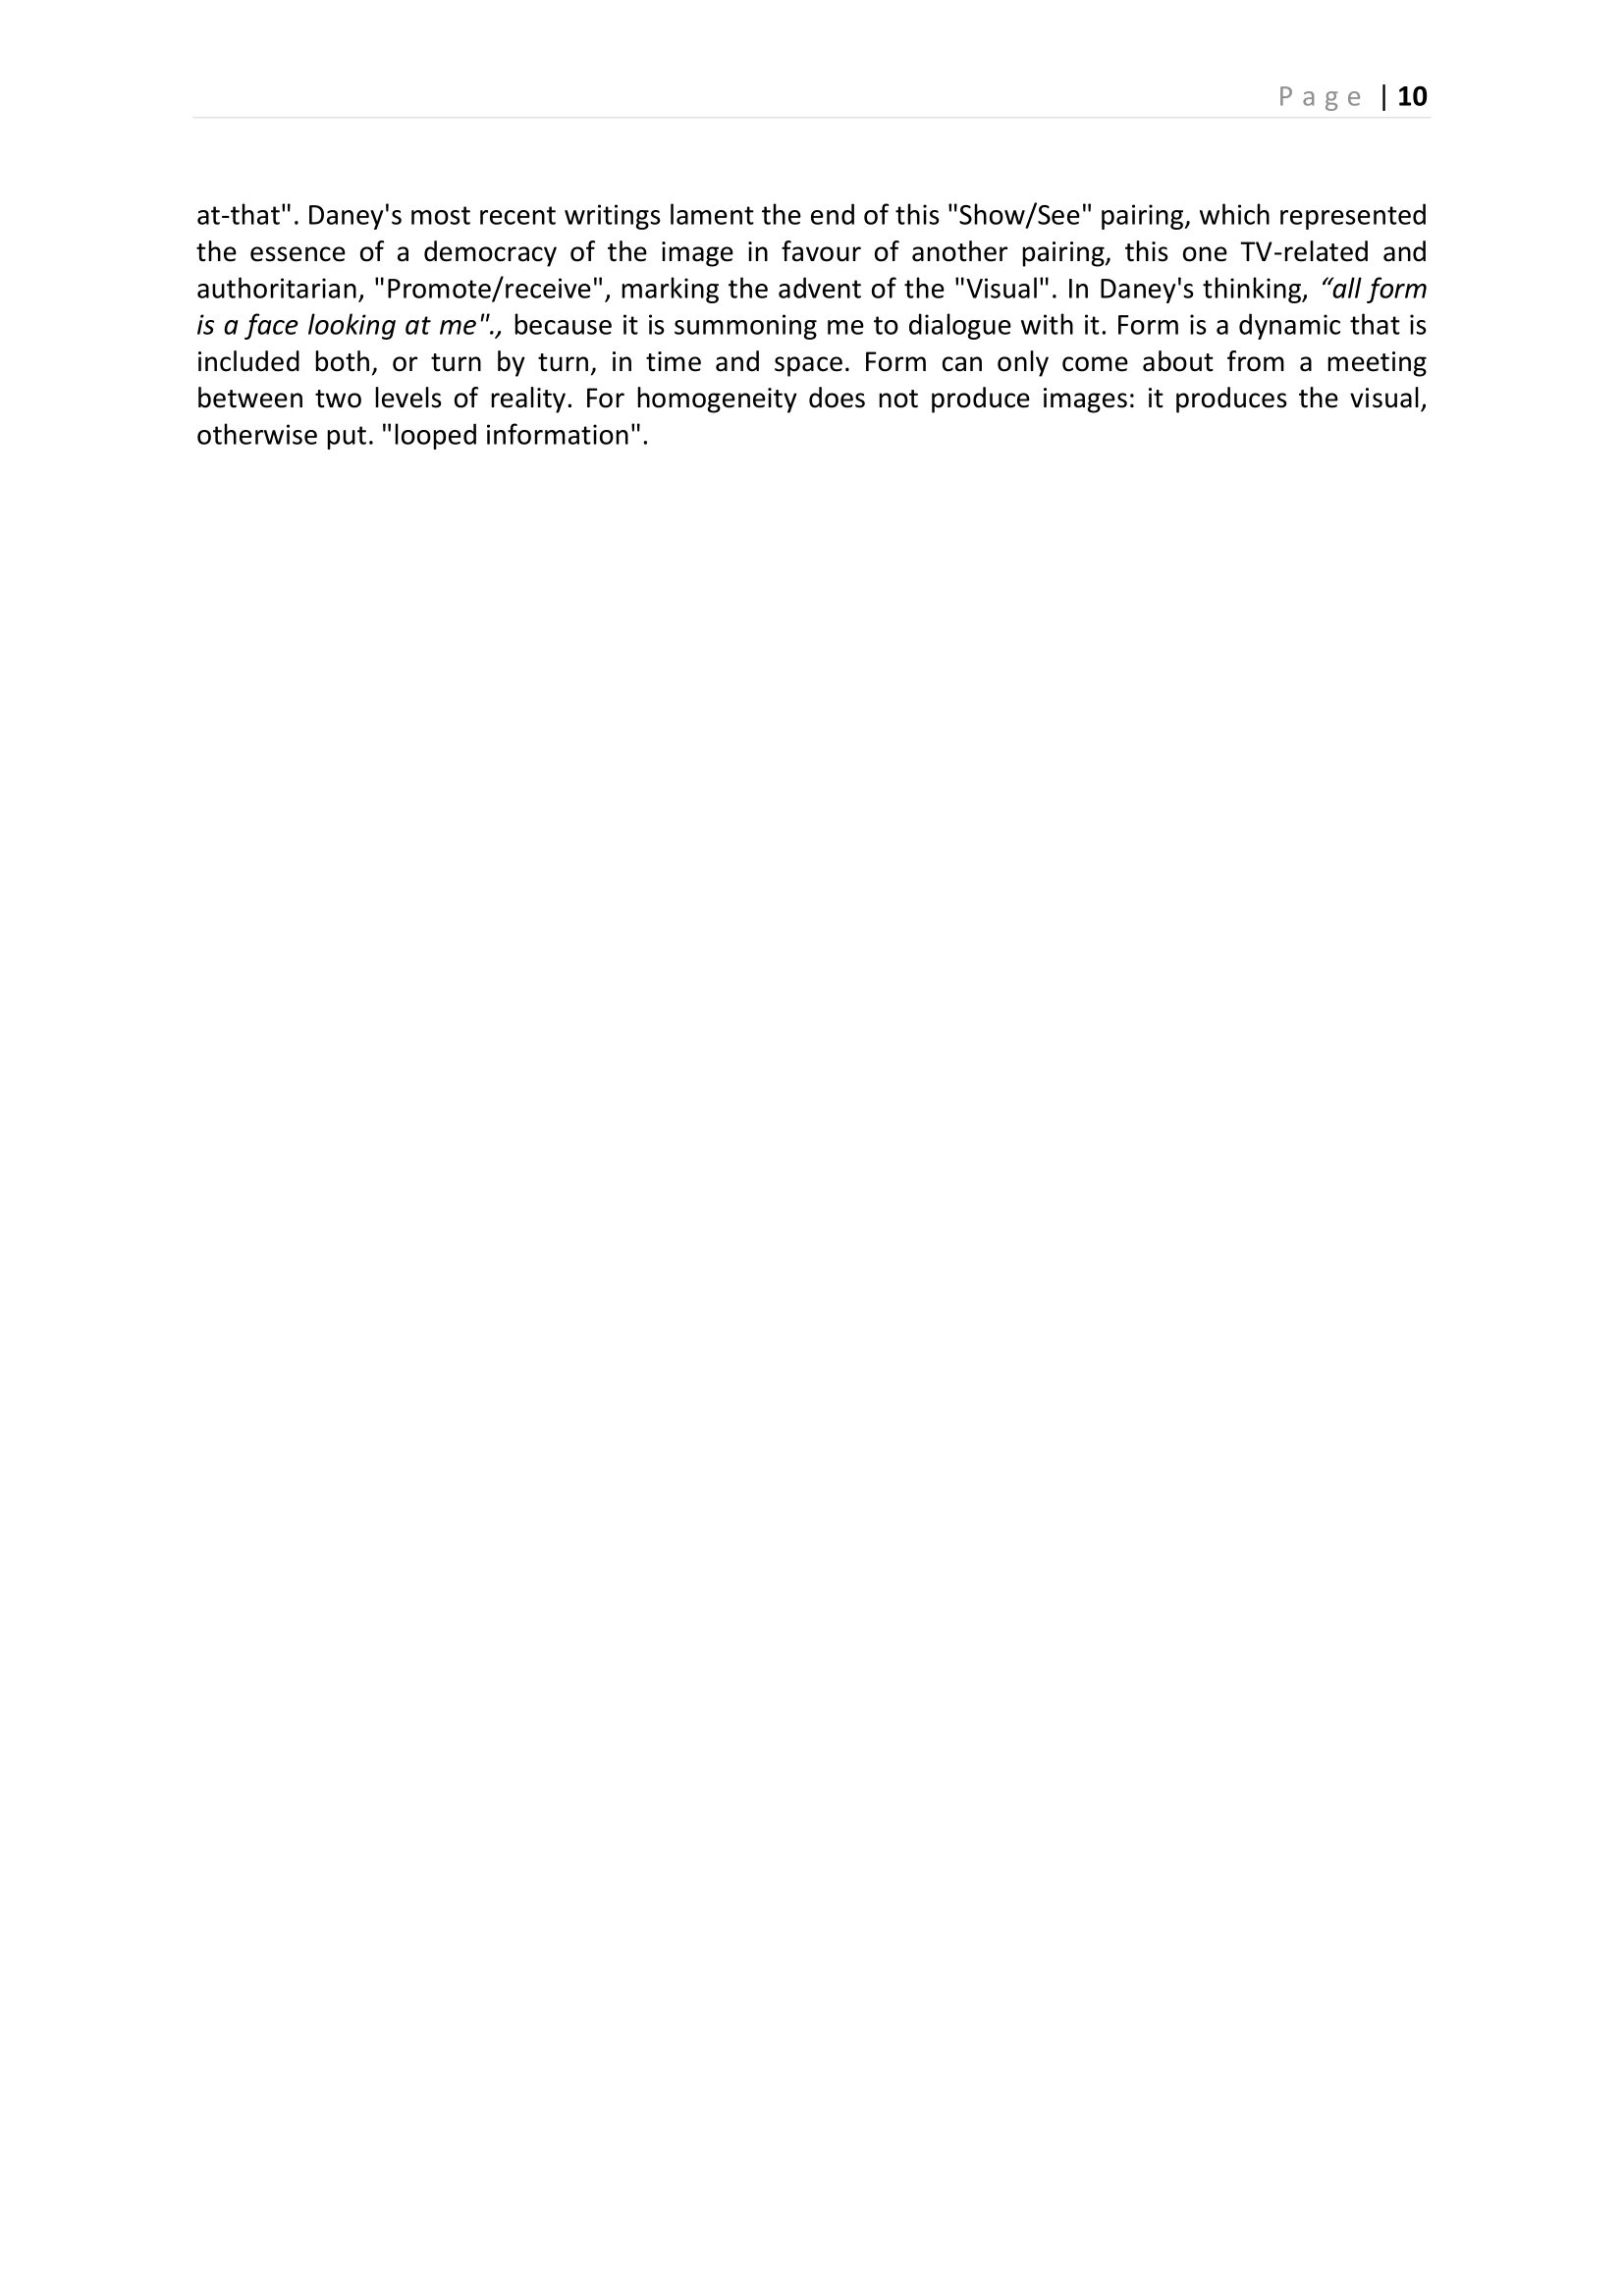 Page | 10
at-that". Daney's most recent writings lament the end of this "Show/See" pairing, which represented
the essence of a democracy of the image in favour of another pairing, this one TV-related and
authoritarian, "Promote/receive", marking the advent of the "Visual". In Daney's thinking, “all form
is a face looking at me"., because it is summoning me to dialogue with it. Form is a dynamic that is
included both, or turn by turn, in time and space. Form can only come about from a meeting
between two levels of reality. For homogeneity does not produce images: it produces the visual,
otherwise put. "looped information".